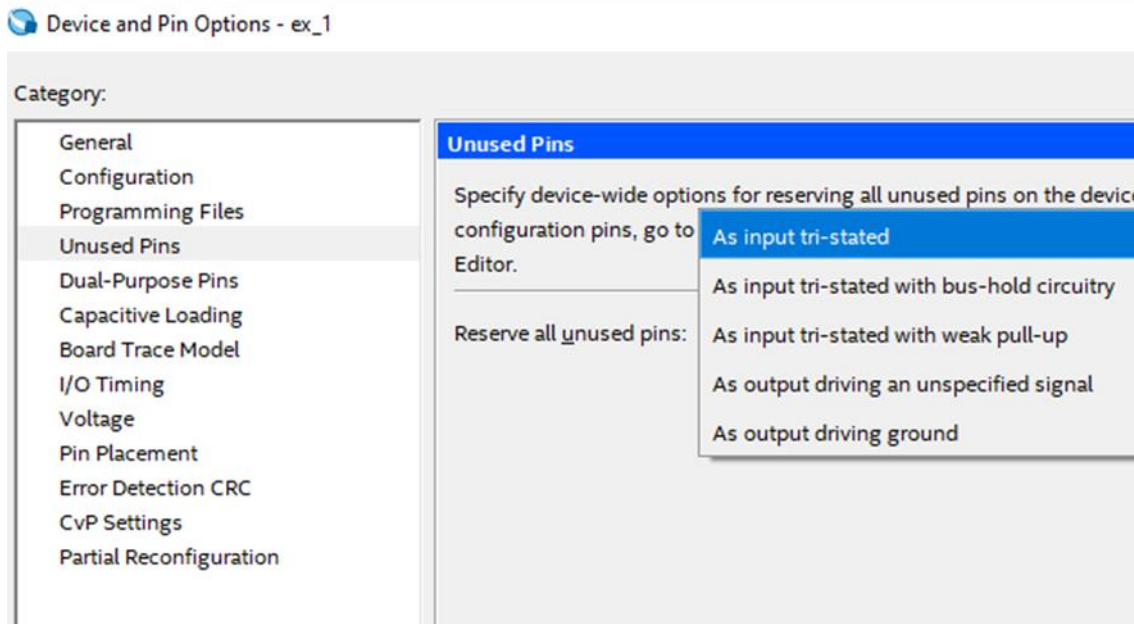 Device and Pin Options - ex_1
Category:
General
Configuration
Programming Files
Unused Pins
Dual-Purpose Pins
Capacitive Loading
Board Trace Model
I/O Timing
Voltage
Pin Placement
Error Detection CRC
CvP Settings
Partial Reconfiguration
Unused Pins
Specify device-wide options for reserving all unused pins on the
configuration pins, go to
Editor.
Reserve all unused pins:
As input tri-stated
As input tri-stated with bus-hold circuitry
As input tri-stated with weak pull-up
As output driving an unspecified signal
As output driving ground